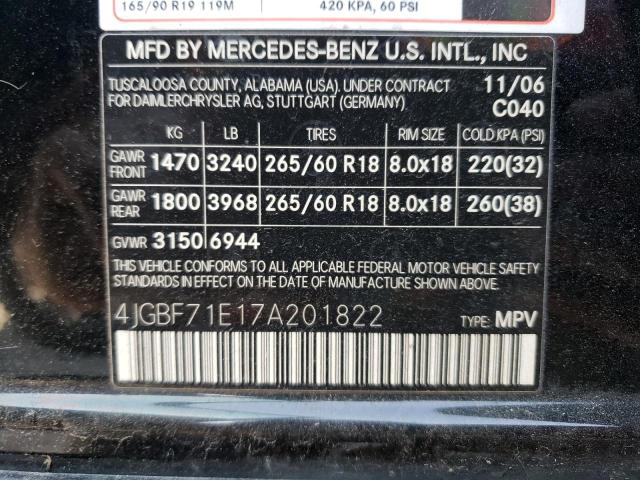 165/90 R19 119M 420 KPA, 60 PSI
MFD BY MERCEDES-BENZ U.S. INTL., INC
TUSCALOOSA COUNTY, ALABAMA (USA). UNDER CONTRACT 11/06
FOR DAIMLERCHRYSLER AG, STUTTGART (GERMANY) C040
KG LB TIRES RIM SIZE COLD KPA (PSI)
GAWR FRONT 1470 3240 265/60 R18 8.0x18 220(32)
GAWR REAR 1800 3968 265/60 R18 8.0x18 260(38)
GVWR 3150 6944
THIS VEHICLE CONFORMS TO ALL APPLICABLE FEDERAL MOTOR VEHICLE SAFETY
STANDARDS IN EFFECT ON THE DATE OF MANUFACTURE SHOWN ABOVE
4JGBF71E17A201822 TYPE: MPV